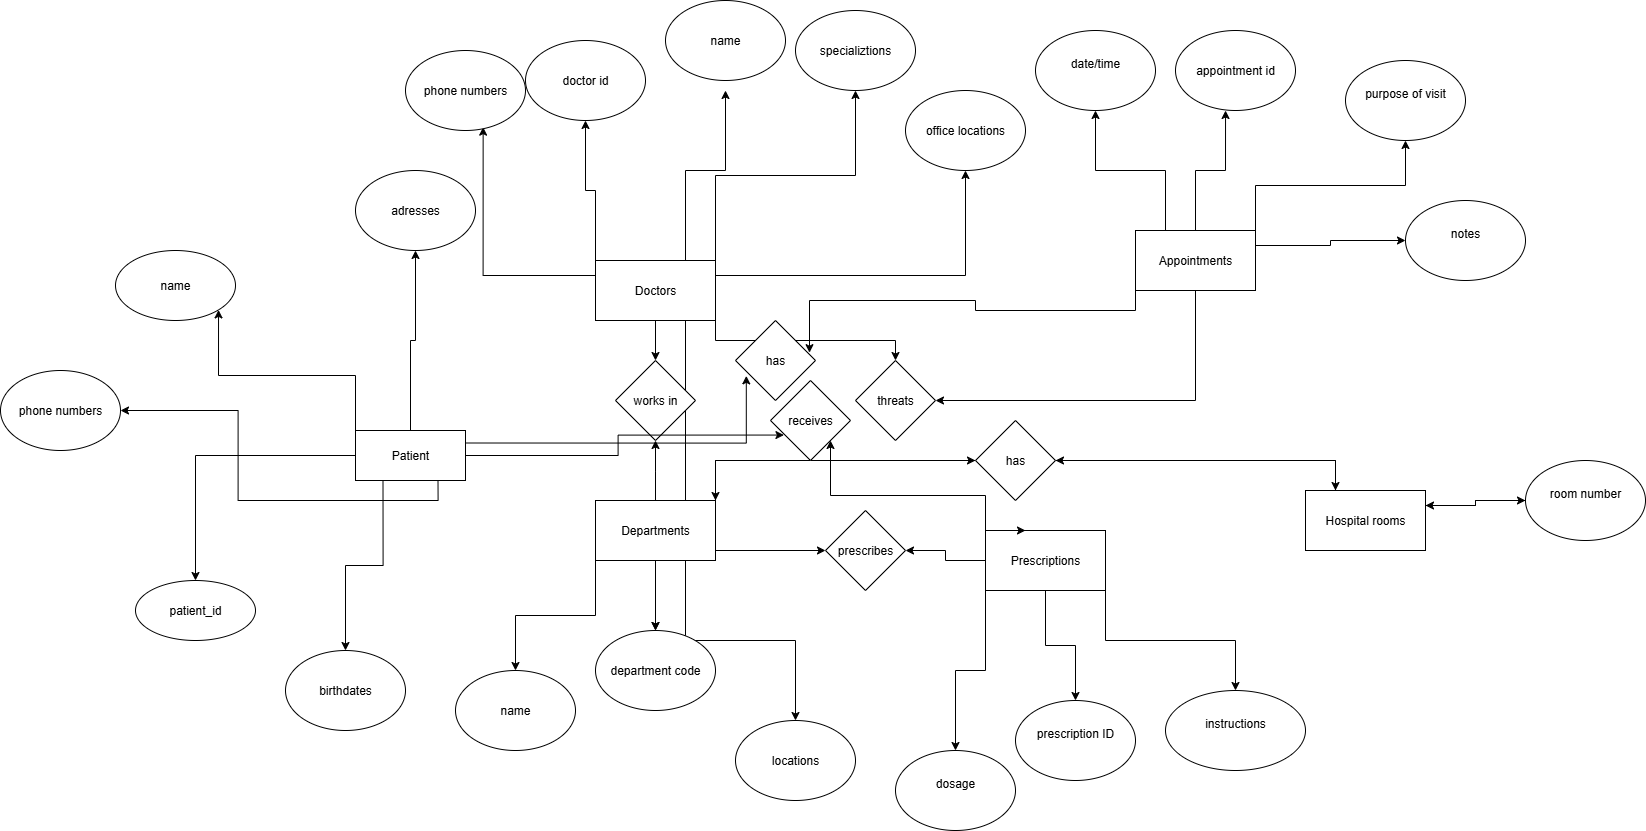 name
specializtions
phone numbers
doctor id
date/time
appointment id
purpose of visit
office locations
adresses
notes
name
Doctors
Appointments
has
phone numbers
works in
receives
threats
Patient
has
room number
Departments
Hospital rooms
prescribes
Prescriptions
patient_id
birthdates
department code
name
locations
dosage
prescription ID
instructions